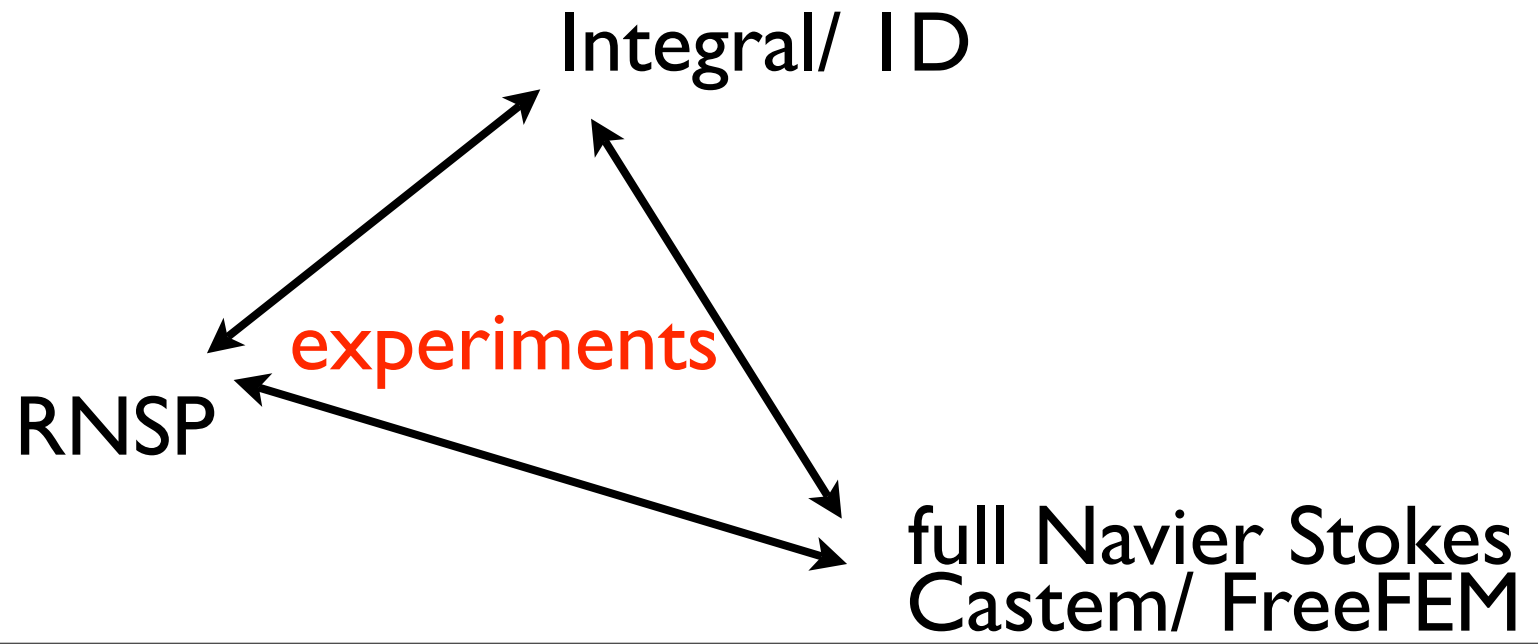 Integral/ 1D
experiments
RNSP
full Navier Stokes
Castem/ FreeFEM